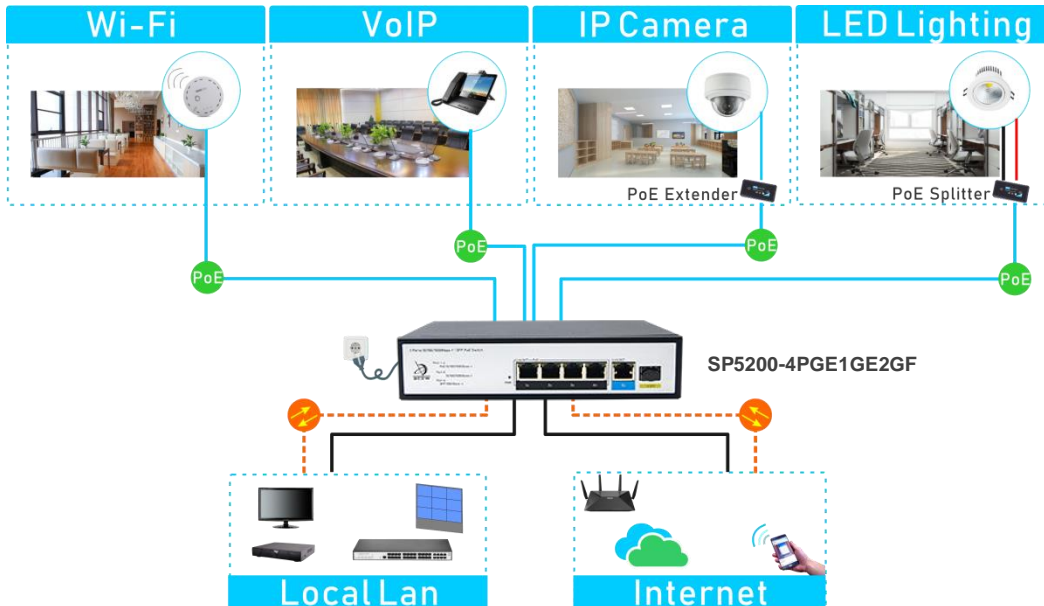 Wi-Fi
VoIP
IP Camera
LED Lighting
PoE Extender
PoE Splitter
PoE
PoE
PoE
PoE
SP5200-4PGE1GE2GF
Local Lan
Internet